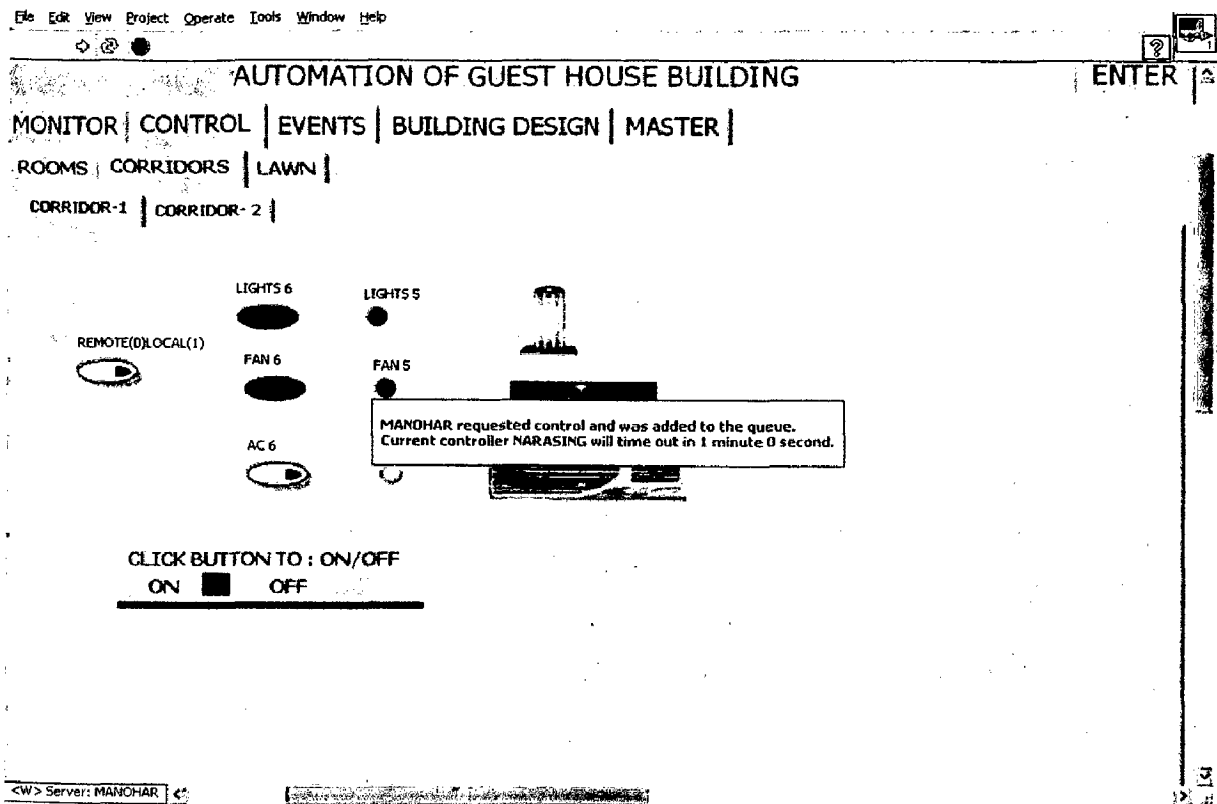 File Edit View Project Operate Tools Window Help
?
1
AUTOMATION OF GUEST HOUSE BUILDING
ENTER
MONITOR CONTROL EVENTS BUILDING DESIGN MASTER
ROOMS CORRIDORS LAWN
CORRIDOR-1 CORRIDOR- 2
LIGHTS 6 LIGHTS 5
REMOTE(0)LOCAL(1)
FAN 6 FAN 5
MANOHAR requested control and was added to the queue.
Current controller NARASING will time out in 1 minute 0 second.
AC 6
CLICK BUTTON TO : ON/OFF
ON OFF
<W> Server: MANOHAR